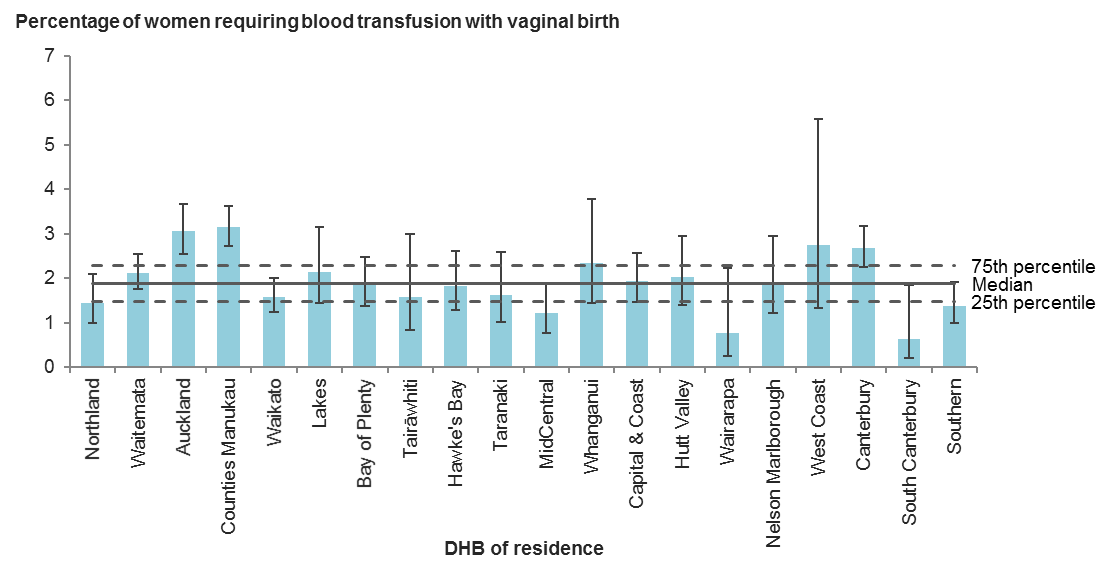 Percentage of women requiring blood transfusion with vaginal birth
7
6
5
4
3
2
1
0
75th percentile
Median
25th percentile
Northland
Waitemata
Auckland
Counties Manukau
Waikato
Lakes
Bay of Plenty
Tairāwhiti
Hawke's Bay
Taranaki
MidCentral
Whanganui
Capital & Coast
Hutt Valley
Wairarapa
Nelson Marlborough
West Coast
Canterbury
South Canterbury
Southern
DHB of residence